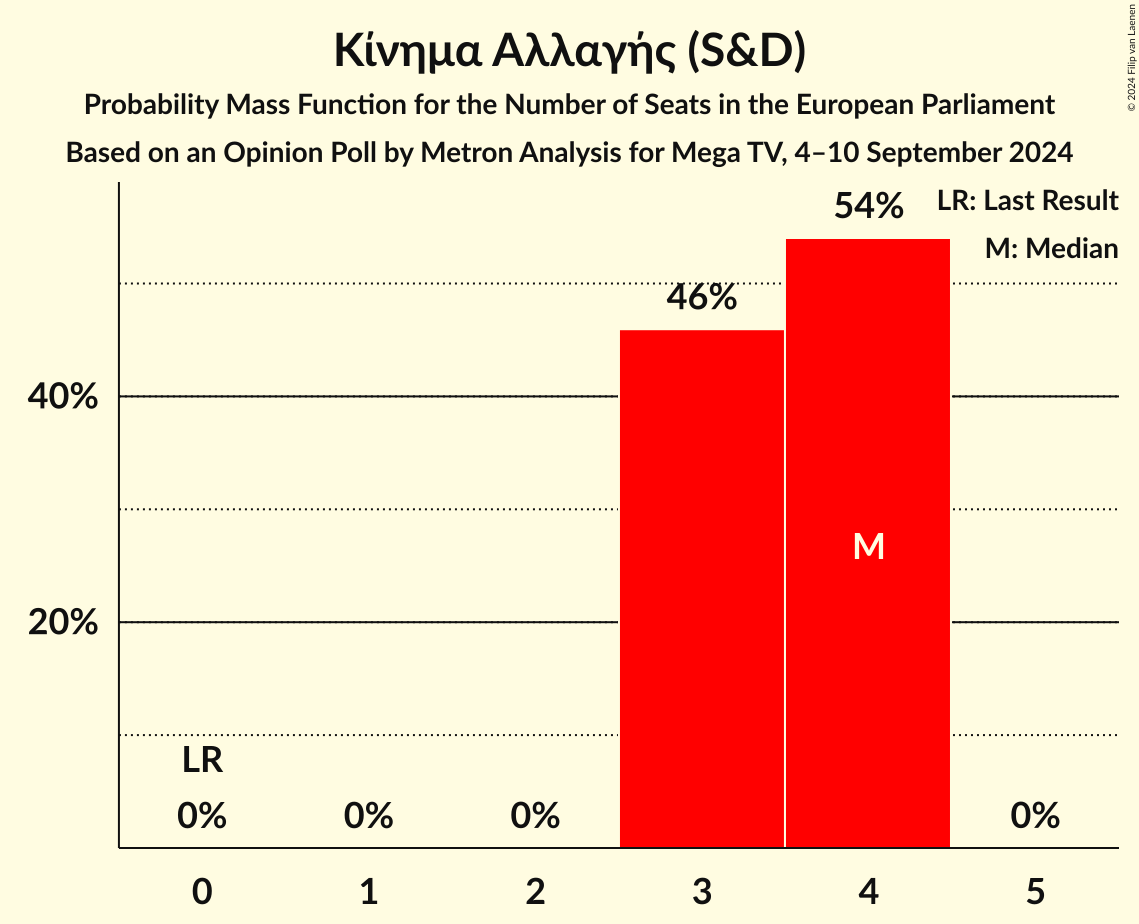 Κίνημα Αλλαγής (S&D)
Probability Mass Function for the Number of Seats in the European Parliament
Based on an Opinion Poll by Metron Analysis for Mega TV, 4–10 September 2024
© 2024 Filip van Laenen
LR: Last Result
M: Median
54%
46%
40%
20%
M
LR
0% 0% 0% 0%
0 1 2 3 4 5